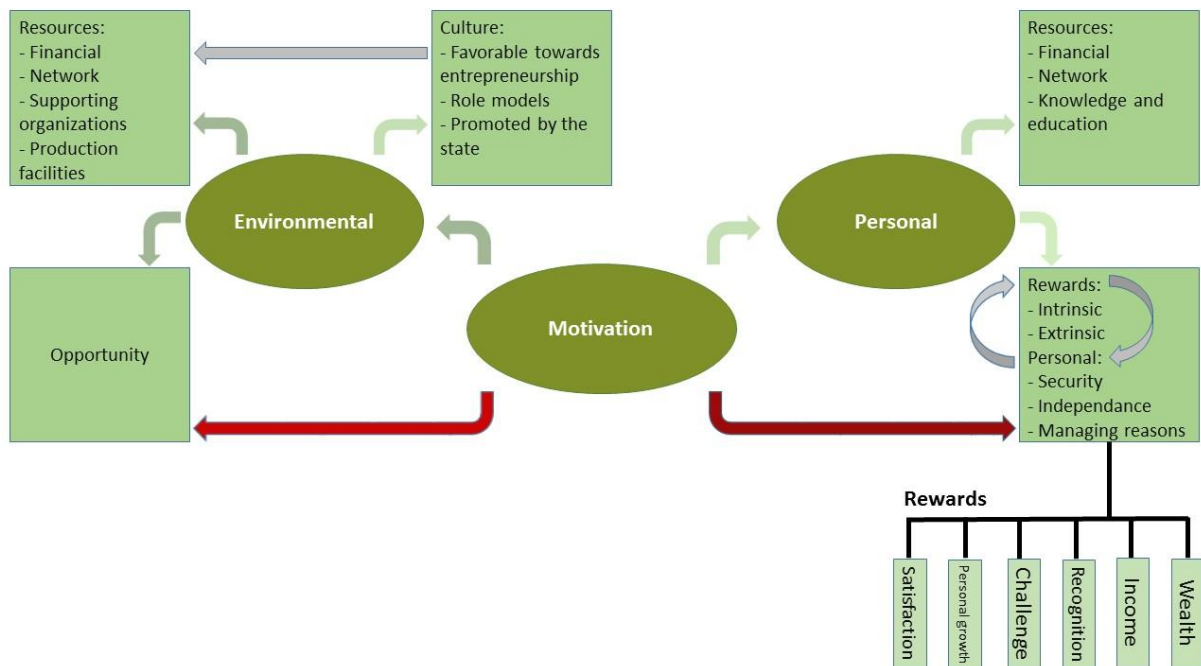 Resources:
- Financial
- Network
- Supporting
organizations
- Production
facilities
Culture:
- Favorable towards
entrepreneurship
- Role models
- Promoted by the
state
Resources:
- Financial
- Network
- Knowledge and
education
Environmental
Personal
Motivation
Opportunity
Rewards:
- Intrinsic
- Extrinsic
Personal:
- Security
- Independance
- Managing reasons
Rewards
Satisfaction
Personal growth
Challenge
Recognition
Income
Wealth